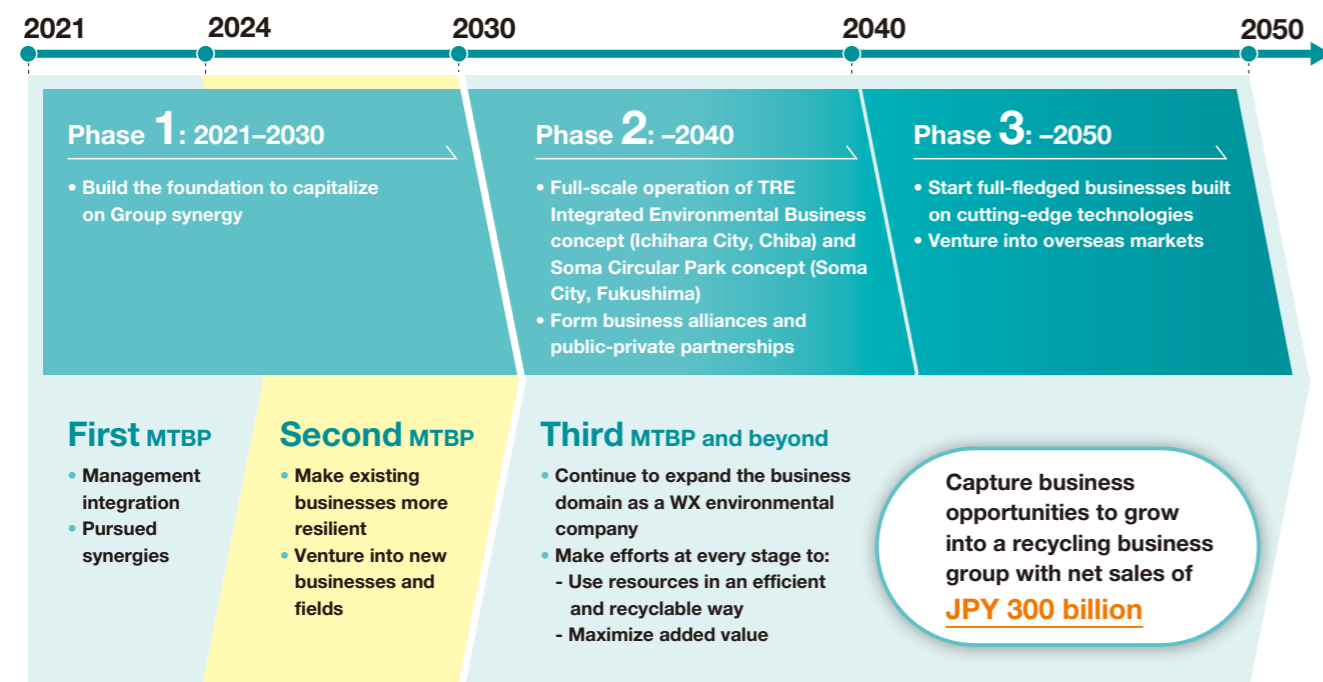 2021
2024
2030
2040
2050
Phase 1: 2021–2030
• Build the foundation to capitalize
on Group synergy
Phase 2: –2040
• Full-scale operation of TRE
Integrated Environmental Business
concept (Ichihara City, Chiba) and
Soma Circular Park concept (Soma
City, Fukushima)
• Form business alliances and
public-private partnerships
Phase 3: –2050
• Start full-fledged businesses built
on cutting-edge technologies
• Venture into overseas markets
First MTBP
• Management
integration
• Pursued
synergies
Second MTBP
• Make existing
businesses more
resilient
• Venture into new
businesses and
fields
Third MTBP and beyond
• Continue to expand the business
domain as a WX environmental
company
• Make efforts at every stage to:
- Use resources in an efficient
and recyclable way
- Maximize added value
Capture business
opportunities to grow
into a recycling business
group with net sales of
JPY 300 billion